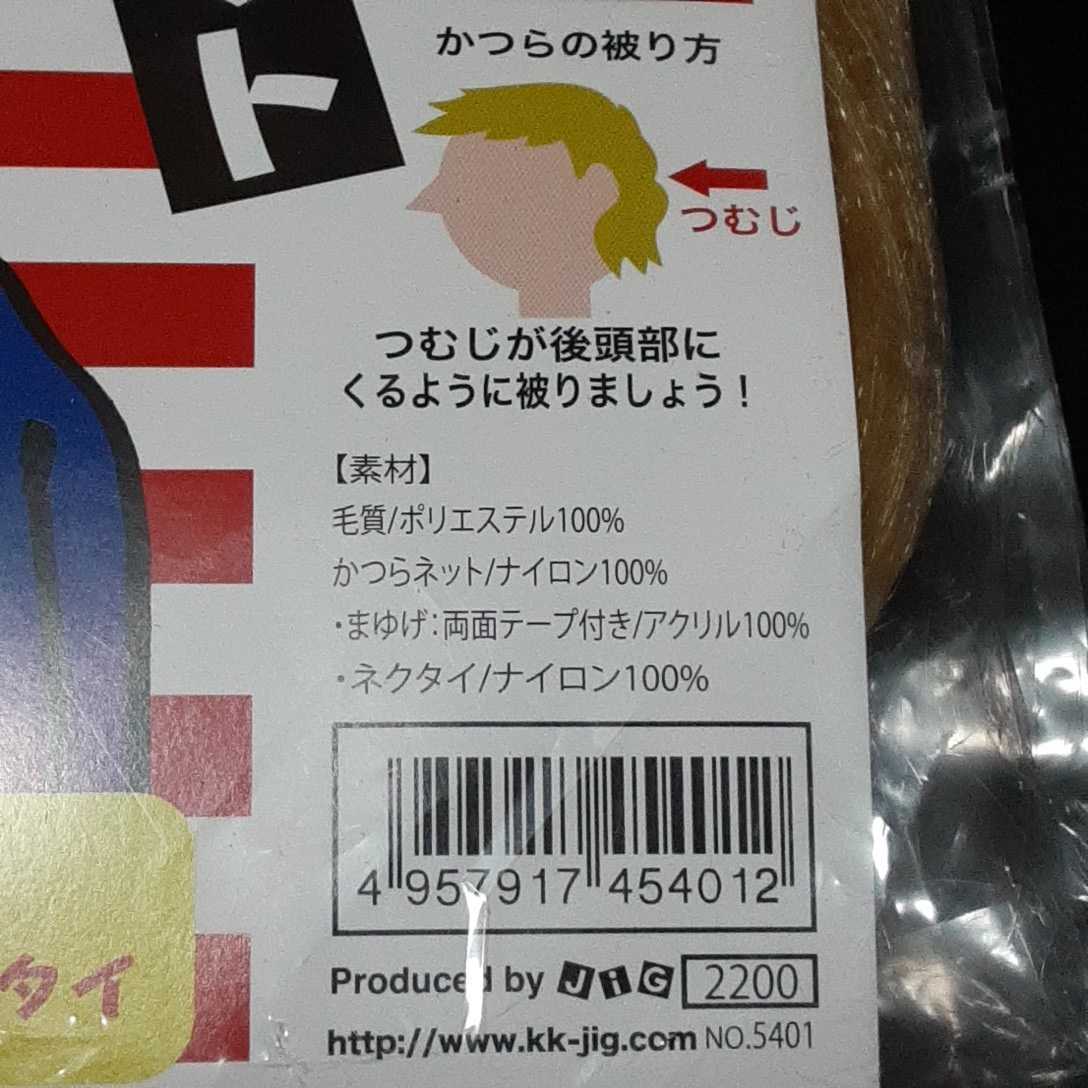 ト
かつらの被り方
つむじ
つむじが後頭部に
くるように被りましょう！
【素材】
毛質/ポリエステル100%
かつらネット/ナイロン100%
・まゆげ：両面テープ付き/アクリル100%
・ネクタイ/ナイロン100%
4 957917 454012
タイ
Produced by JIG 2200
http://www.kk-jig.com NO.5401